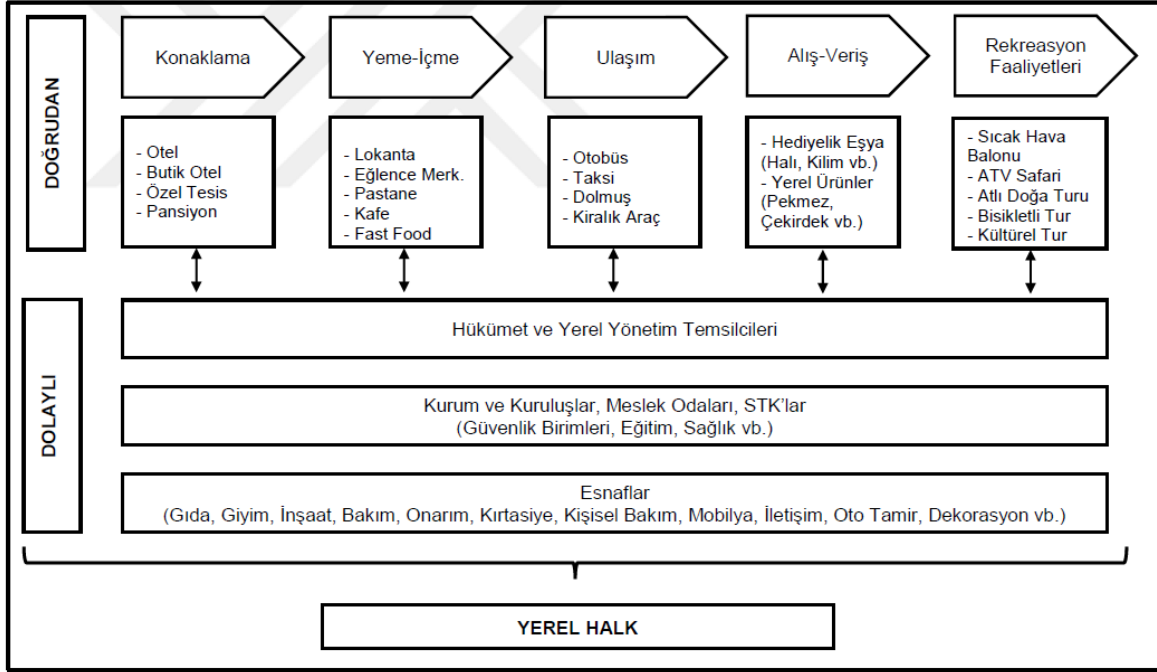 DOĞRUDAN
Konaklama
Yeme-İçme
Ulaşım
Alış-Veriş
Rekreasyon
Faaliyetleri
- Otel
- Butik Otel
- Özel Tesis
- Pansiyon
- Lokanta
- Eğlence Merk.
- Pastane
- Kafe
- Fast Food
- Otobüs
- Taksi
- Dolmuş
- Kiralık Araç
- Hediyelik Eşya
(Halı, Kilim vb.)
- Yerel Ürünler
(Pekmez,
Çekirdek vb.)
- Sıcak Hava
Balonu
- ATV Safari
- Atlı Doğa Turu
- Bisikletli Tur
- Kültürel Tur
DOLAYLI
Hükümet ve Yerel Yönetim Temsilcileri
Kurum ve Kuruluşlar, Meslek Odaları, STK’lar
(Güvenlik Birimleri, Eğitim, Sağlık vb.)
Esnaflar
(Gıda, Giyim, İnşaat, Bakım, Onarım, Kırtasiye, Kişisel Bakım, Mobilya, İletişim, Oto Tamir, Dekorasyon vb.)
YEREL HALK